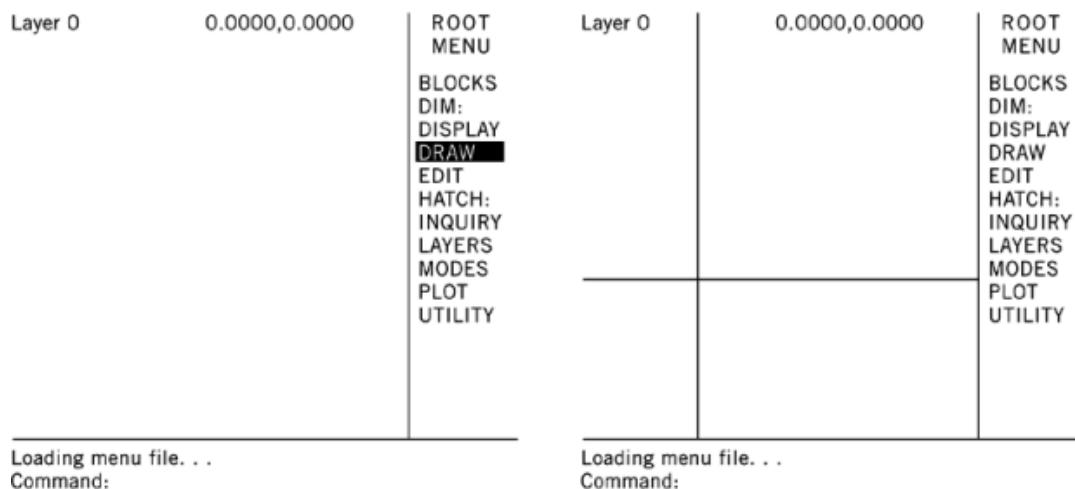 Layer 0 0.0000,0.0000
ROOT
MENU
BLOCKS
DIM:
DISPLAY
DRAW
EDIT
HATCH:
INQUIRY
LAYERS
MODES
PLOT
UTILITY
Loading menu file. . .
Command:
Layer 0 0.0000,0.0000
ROOT
MENU
BLOCKS
DIM:
DISPLAY
DRAW
EDIT
HATCH:
INQUIRY
LAYERS
MODES
PLOT
UTILITY
Loading menu file. . .
Command: